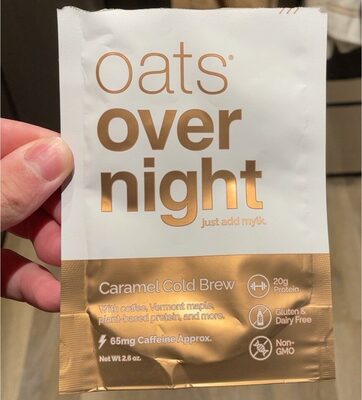 oats®
over
night
just add mylk.
Caramel Cold Brew
With coffee, Vermont maple,
plant-based protein, and more.
65mg Caffeine Approx.
Net Wt 2.6 oz.
20g
Protein
Gluten &
Dairy Free
Non-
GMO